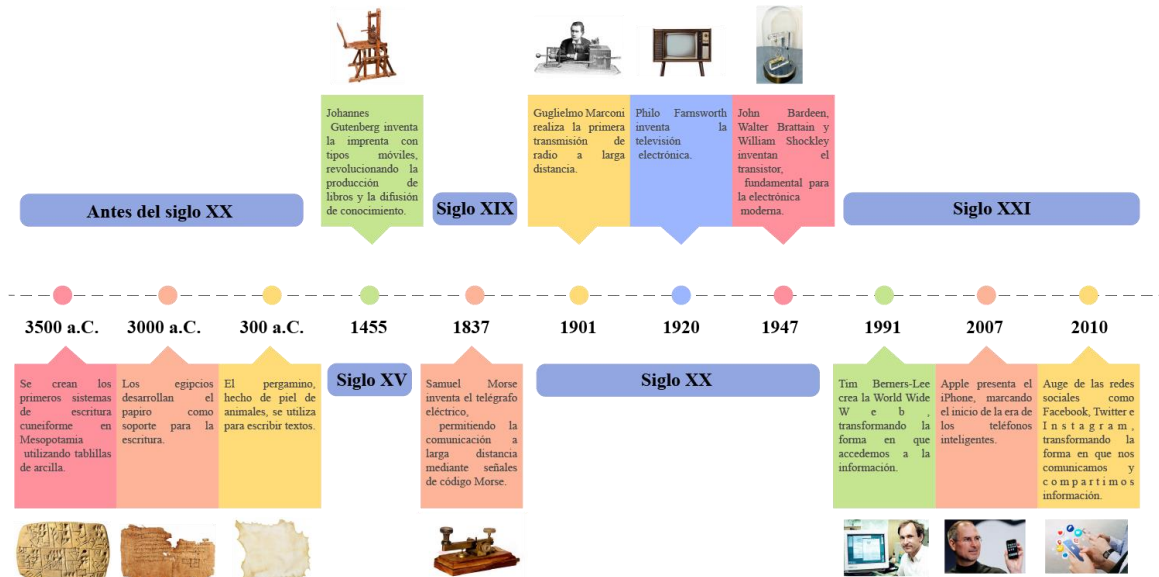 Johannes
Gutenberg inventa
la imprenta con
tipos móviles,
revolucionando la
producción de
libros y la difusión
de conocimiento.
Guglielmo Marconi
realiza la primera
transmisión de
radio a larga
distancia.
Philo Farnsworth
inventa la
televisión
electrónica.
John Bardeen,
Walter Brattain y
William Shockley
inventan el
transistor,
fundamental para
la electrónica
moderna.
Antes del siglo XX
Siglo XIX
Siglo XXI
3500 a.C.
3000 a.C.
300 a.C.
1455
1837
1901
1920
1947
1991
2007
2010
Se crean los
primeros sistemas
de escritura
cuneiforme en
Mesopotamia
utilizando tablillas
de arcilla.
Los egipcios
desarrollan el
papiro como
soporte para la
escritura.
El pergamino,
hecho de piel de
animales, se utiliza
para escribir textos.
Siglo XV
Samuel Morse
inventa el telégrafo
eléctrico,
permitiendo la
comunicación a
larga distancia
mediante señales
de código Morse.
Siglo XX
Tim Berners-Lee
crea la World Wide
W e b ,
transformando la
forma en que
accedemos a la
información.
Apple presenta el
iPhone, marcando
el inicio de la era de
los teléfonos
inteligentes.
Auge de las redes
sociales como
Facebook, Twitter e
I n s t a g r a m ,
transformando la
forma en que nos
comunicamos y
c o m p a r t i m o s
información.